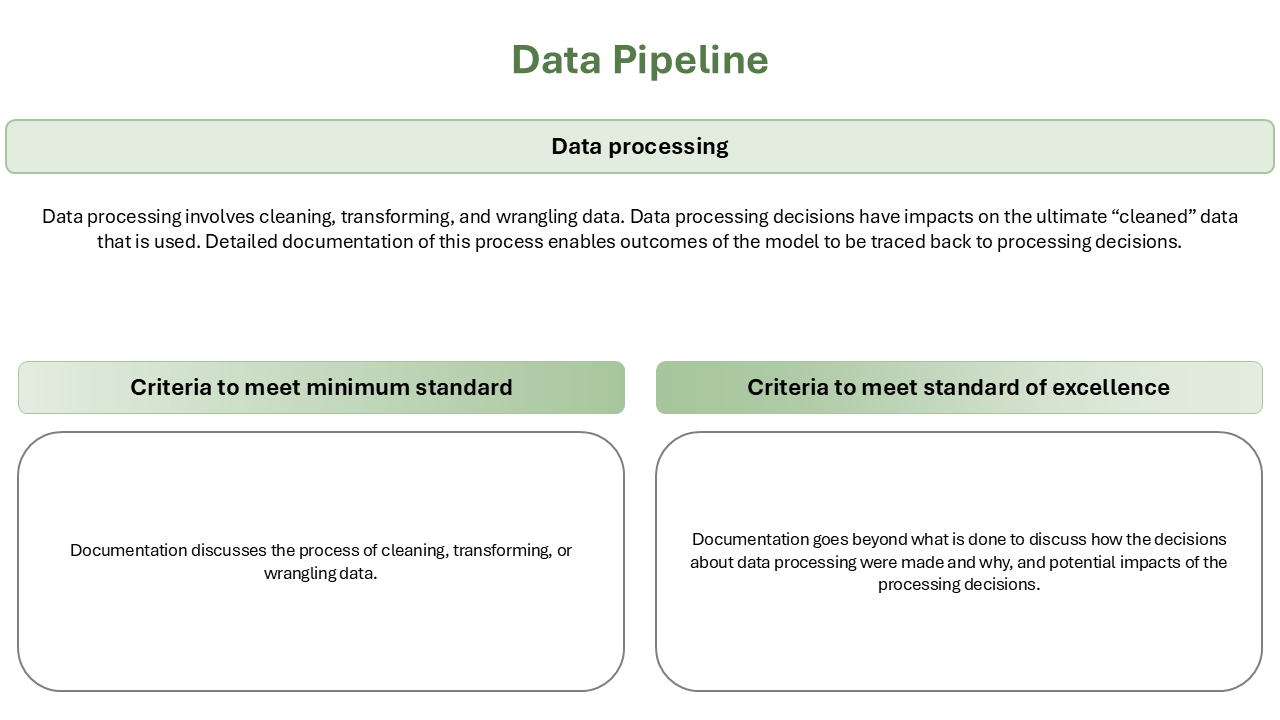 Data Pipeline
Data processing
Data processing involves cleaning, transforming, and wrangling data. Data processing decisions have impacts on the ultimate “cleaned” data
that is used. Detailed documentation of this process enables outcomes of the model to be traced back to processing decisions.
Criteria to meet minimum standard
Documentation discusses the process of cleaning, transforming, or
wrangling data.
Criteria to meet standard of excellence
Documentation goes beyond what is done to discuss how the decisions
about data processing were made and why, and potential impacts of the
processing decisions.